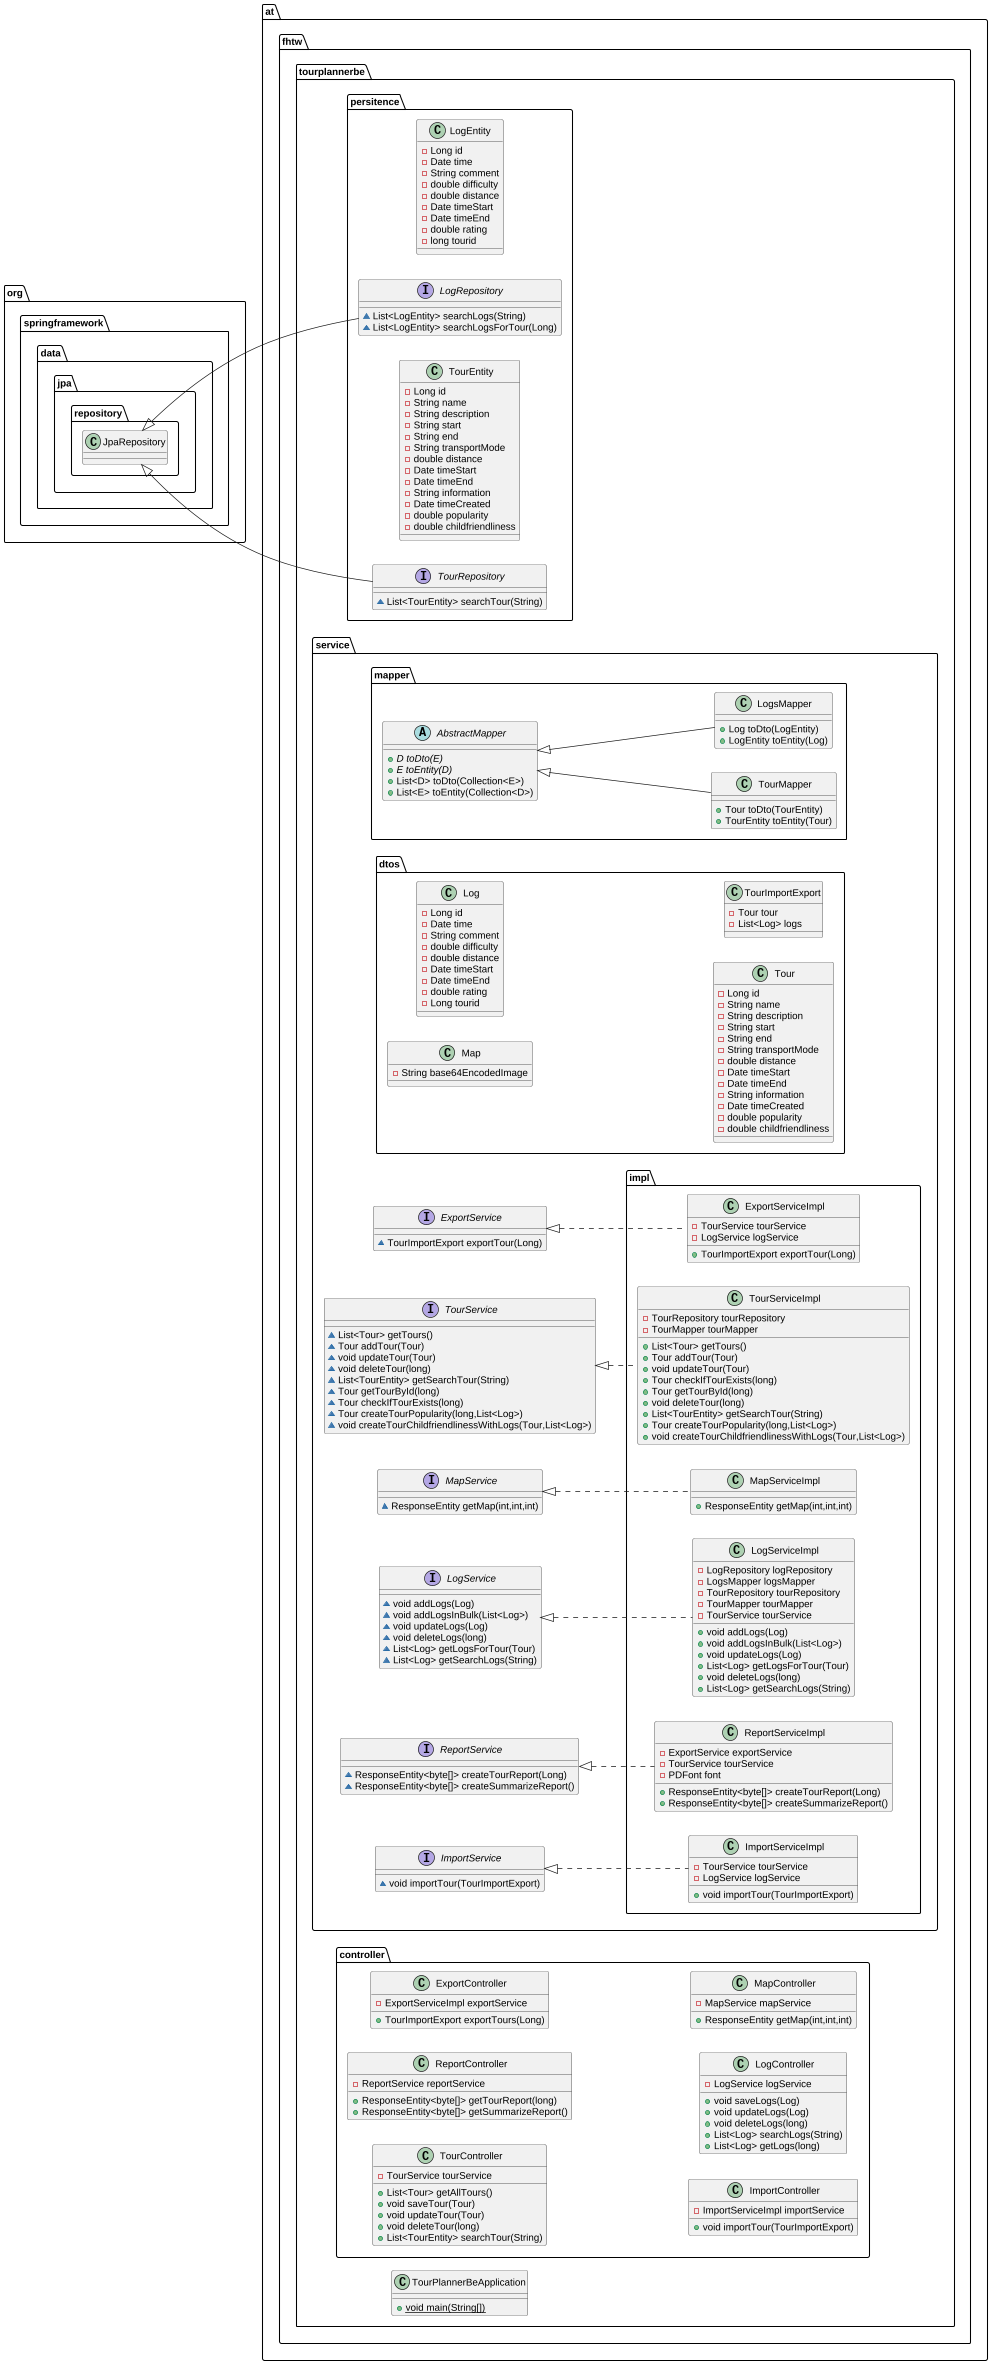 at
fhtw
tourplannerbe
persitence
LogEntity
Long id
Date time
String comment
double difficulty
double distance
Date timeStart
Date timeEnd
double rating
long tourid
LogRepository
List<LogEntity> searchLogs(String)
List<LogEntity> searchLogsForTour(Long)
TourEntity
Long id
String name
String description
String start
String end
String transportMode
double distance
Date timeStart
Date timeEnd
String information
Date timeCreated
double popularity
double childfriendliness
TourRepository
List<TourEntity> searchTour(String)
org
springframework
data
jpa
repository
JpaRepository
service
mapper
AbstractMapper
D toDto(E)
E toEntity(D)
List<D> toDto(Collection<E>)
List<E> toEntity(Collection<D>)
LogsMapper
Log toDto(LogEntity)
LogEntity toEntity(Log)
TourMapper
Tour toDto(TourEntity)
TourEntity toEntity(Tour)
dtos
Log
Long id
Date time
String comment
double difficulty
double distance
Date timeStart
Date timeEnd
double rating
Long tourid
Map
String base64EncodedImage
TourImportExport
Tour tour
List<Log> logs
Tour
Long id
String name
String description
String start
String end
String transportMode
double distance
Date timeStart
Date timeEnd
String information
Date timeCreated
double popularity
double childfriendliness
impl
ExportService
TourImportExport exportTour(Long)
ExportServiceImpl
TourService tourService
LogService logService
TourImportExport exportTour(Long)
TourService
List<Tour> getTours()
Tour addTour(Tour)
void updateTour(Tour)
void deleteTour(long)
List<TourEntity> getSearchTour(String)
Tour getTourById(long)
Tour checkIfTourExists(long)
Tour createTourPopularity(long,List<Log>)
void createTourChildfriendlinessWithLogs(Tour,List<Log>)
TourServiceImpl
TourRepository tourRepository
TourMapper tourMapper
List<Tour> getTours()
Tour addTour(Tour)
void updateTour(Tour)
Tour checkIfTourExists(long)
Tour getTourById(long)
void deleteTour(long)
List<TourEntity> getSearchTour(String)
Tour createTourPopularity(long,List<Log>)
void createTourChildfriendlinessWithLogs(Tour,List<Log>)
MapService
ResponseEntity getMap(int,int,int)
MapServiceImpl
ResponseEntity getMap(int,int,int)
LogService
void addLogs(Log)
void addLogsInBulk(List<Log>)
void updateLogs(Log)
void deleteLogs(long)
List<Log> getLogsForTour(Tour)
List<Log> getSearchLogs(String)
LogServiceImpl
LogRepository logRepository
LogsMapper logsMapper
TourRepository tourRepository
TourMapper tourMapper
TourService tourService
void addLogs(Log)
void addLogsInBulk(List<Log>)
void updateLogs(Log)
List<Log> getLogsForTour(Tour)
void deleteLogs(long)
List<Log> getSearchLogs(String)
ReportService
ResponseEntity<byte[]> createTourReport(Long)
ResponseEntity<byte[]> createSummarizeReport()
ReportServiceImpl
ExportService exportService
TourService tourService
PDFont font
ResponseEntity<byte[]> createTourReport(Long)
ResponseEntity<byte[]> createSummarizeReport()
ImportService
void importTour(TourImportExport)
ImportServiceImpl
TourService tourService
LogService logService
void importTour(TourImportExport)
controller
ExportController
ExportServiceImpl exportService
TourImportExport exportTours(Long)
MapController
MapService mapService
ResponseEntity getMap(int,int,int)
ReportController
ReportService reportService
ResponseEntity<byte[]> getTourReport(long)
ResponseEntity<byte[]> getSummarizeReport()
LogController
LogService logService
void saveLogs(Log)
void updateLogs(Log)
void deleteLogs(long)
List<Log> searchLogs(String)
List<Log> getLogs(long)
TourController
TourService tourService
List<Tour> getAllTours()
void saveTour(Tour)
void updateTour(Tour)
void deleteTour(long)
List<TourEntity> searchTour(String)
ImportController
ImportServiceImpl importService
void importTour(TourImportExport)
TourPlannerBeApplication
void main(String[])